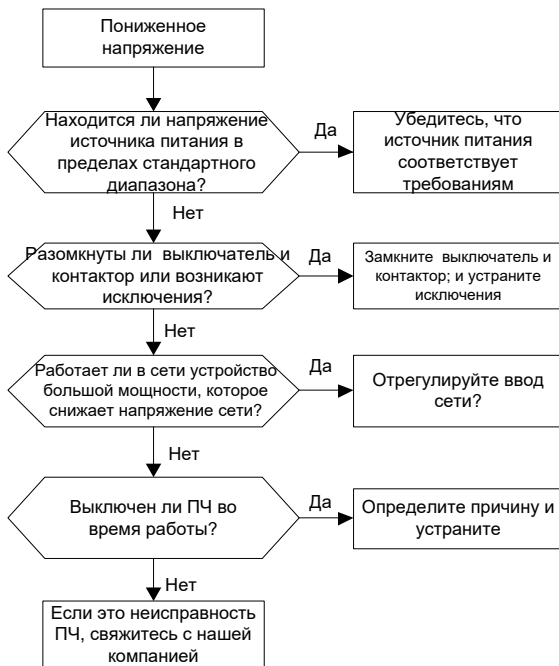 Пониженное
напряжение
Находится ли напряжение
источника питания в
пределах стандартного
диапазона?
Да
Убедитесь, что
источник питания
соответствует
требованиям
Нет
Разомкнуты ли выключатель и
контактор или возникают
исключения?
Да
Замкните выключатель и
контактор; и устраните
исключения
Нет
Работает ли в сети устройство
большой мощности, которое
снижает напряжение сети?
Да
Отрегулируйте ввод
сети?
Нет
Выключен ли ПЧ во
время работы?
Да
Определите причину и
устраните
Нет
Если это неисправность
ПЧ, свяжитесь с нашей
компанией